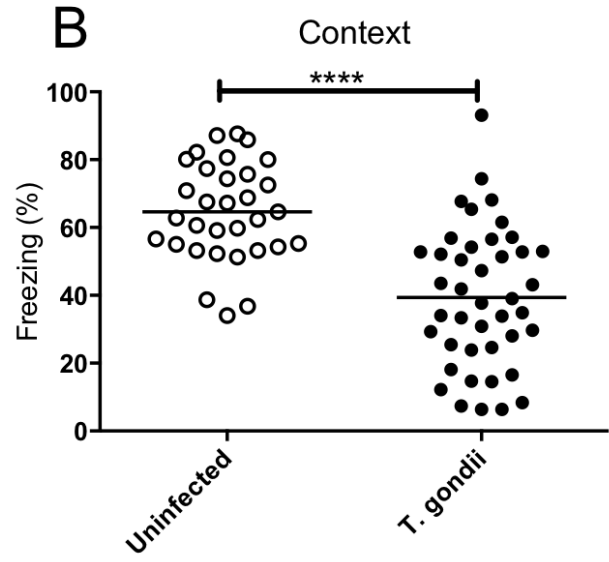 B
Context
****
100
80
60
40
20
0
Freezing (%)
Uninfected
T. gondii